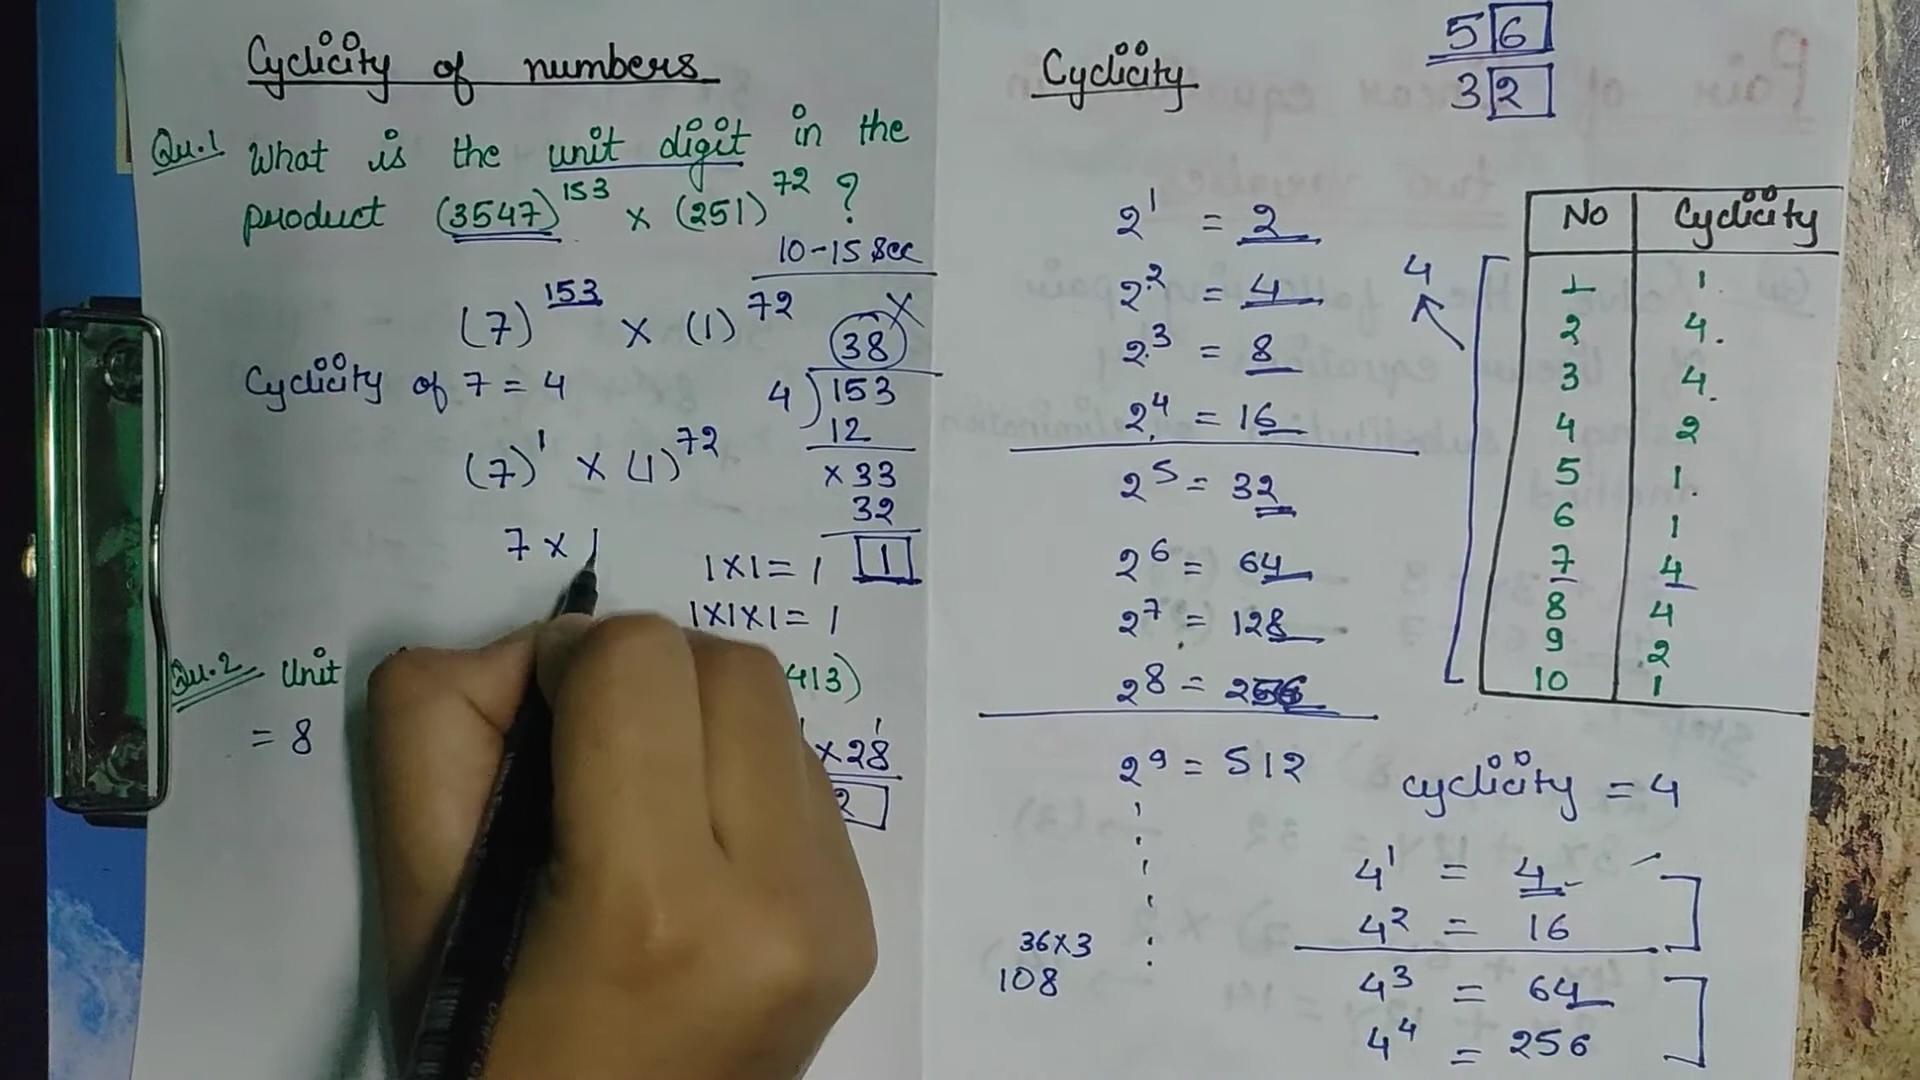 Cyclicity of numbers
Qu.1 What is the unit digit in the
product (3547)^153 x (251)^72 ?
10-15 Sec
(7)^153 x (1)^72
Cyclicity of 7 = 4
38 x
4) 153
12
x 33
32
1
(7)^1 x (1)^72
7 x 1
1x1 = 1
1x1x1 = 1
Qu.2 Unit 413)
= 8
x 28
2
Cyclicity
56
32
2^1 = 2
2^2 = 4
2^3 = 8
2^4 = 16
2^5 = 32
2^6 = 64
2^7 = 128
2^8 = 256
2^9 = 512
4
No Cyclicity
1 1
2 4
3 4
4 2
5 1
6 1
7 4
8 4
9 2
10 1
cyclicity = 4
4^1 = 4
4^2 = 16
4^3 = 64
4^4 = 256
36x3
108